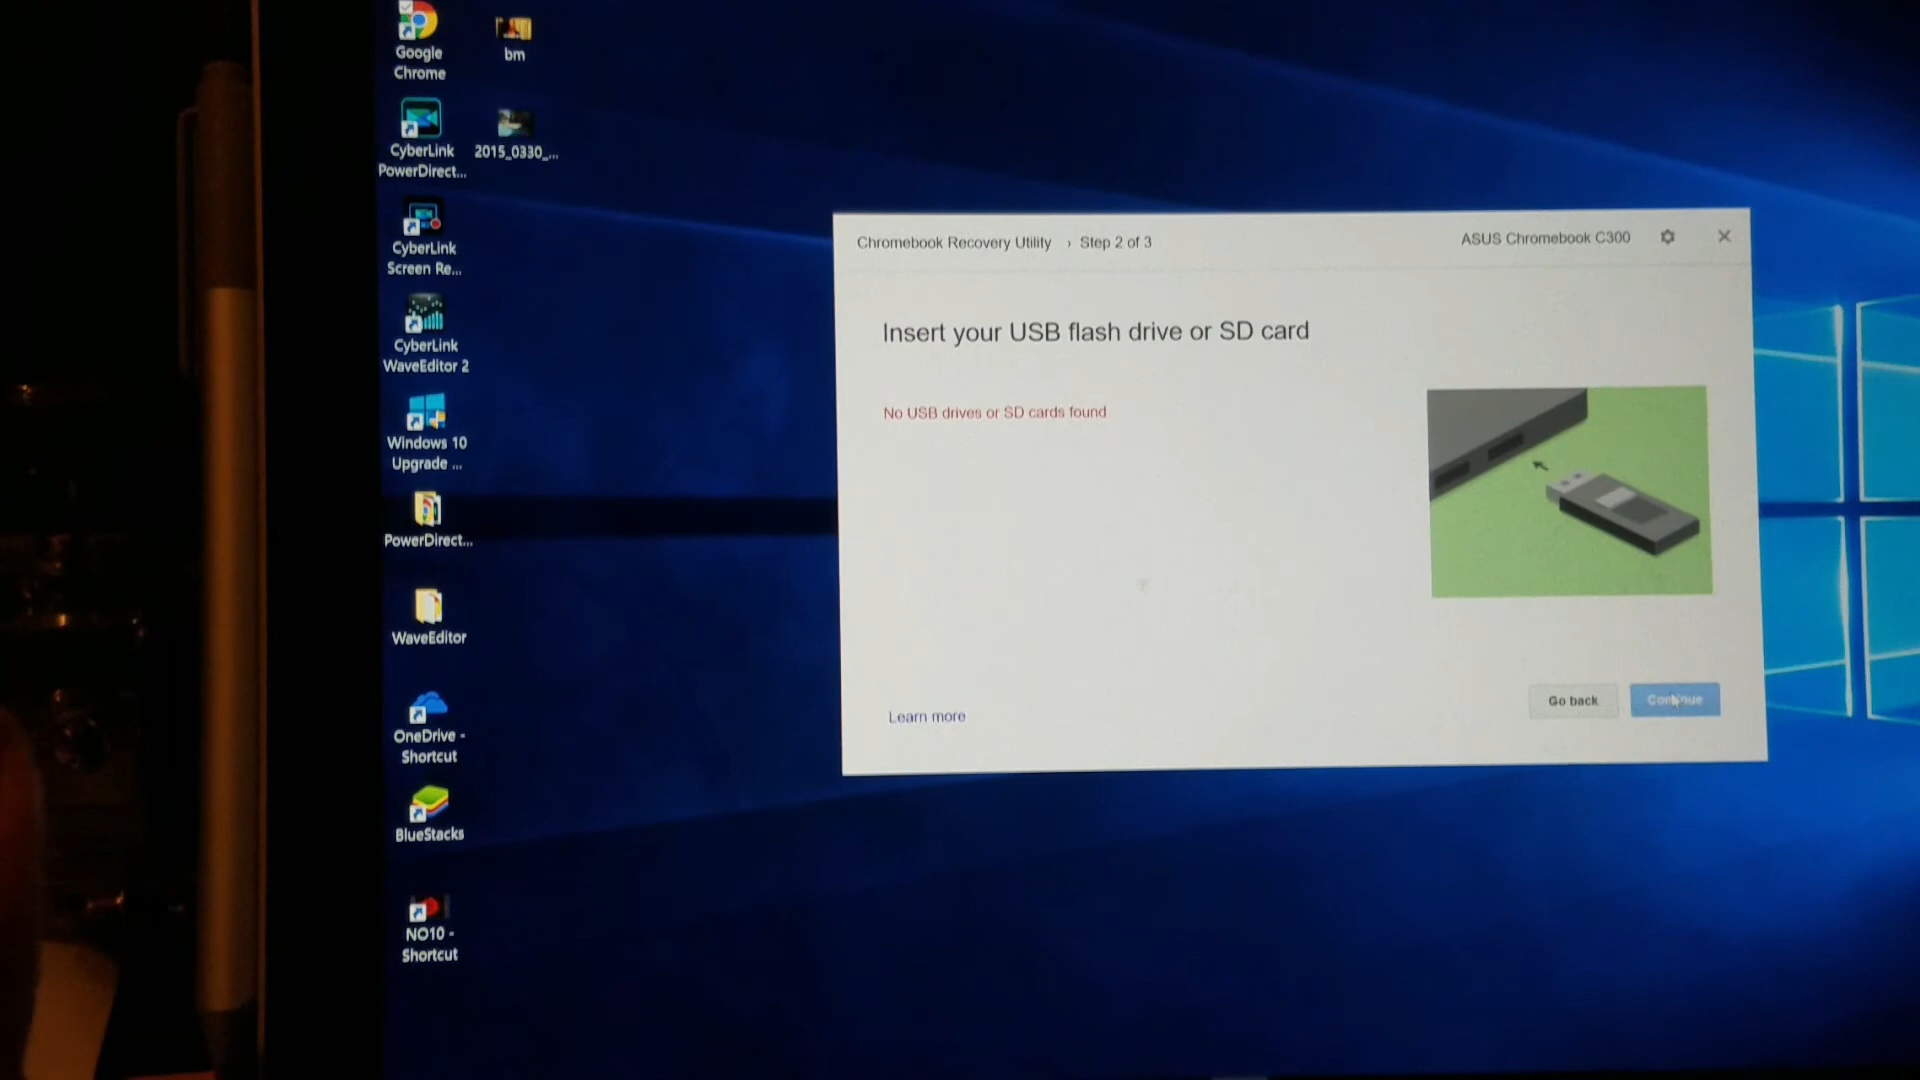 Google
Chrome
bm
CyberLink
PowerDirect...
2015_0330_...
CyberLink
Screen Re...
CyberLink
WaveEditor 2
Windows 10
Upgrade ...
PowerDirect...
WaveEditor
OneDrive -
Shortcut
BlueStacks
NO10 -
Shortcut
Chromebook Recovery Utility › Step 2 of 3
ASUS Chromebook C300
Insert your USB flash drive or SD card
No USB drives or SD cards found
Learn more
Go back
Continue